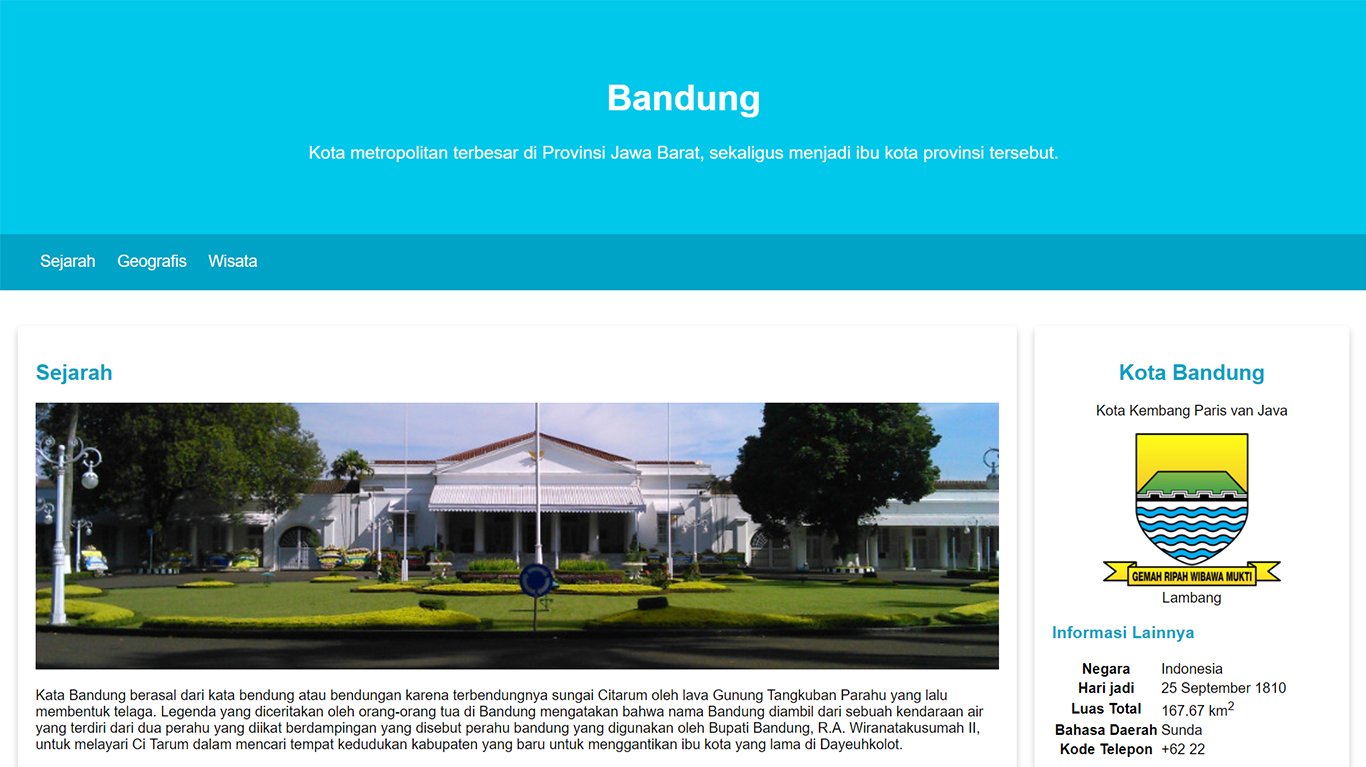 Bandung
Kota metropolitan terbesar di Provinsi Jawa Barat, sekaligus menjadi ibu kota provinsi tersebut.
Sejarah
Geografis
Wisata
Sejarah
Kata Bandung berasal dari kata bendung atau bendungan karena terbendungnya sungai Citarum oleh lava Gunung Tangkuban Parahu yang lalu
membentuk telaga. Legenda yang diceritakan oleh orang-orang tua di Bandung mengatakan bahwa nama Bandung diambil dari sebuah kendaraan air
yang terdiri dari dua perahu yang diikat berdampingan yang disebut perahu bandung yang digunakan oleh Bupati Bandung, R.A. Wiranatakusumah II,
untuk melayari Ci Tarum dalam mencari tempat kedudukan kabupaten yang baru untuk menggantikan ibu kota yang lama di Dayeuhkolot.
Kota Bandung
Kota Kembang Paris van Java
GEMAH RIPAH WIBAWA MUKTI
Lambang
Informasi Lainnya
Negara Indonesia
Hari jadi 25 September 1810
Luas Total 167.67 km2
Bahasa Daerah Sunda
Kode Telepon +62 22